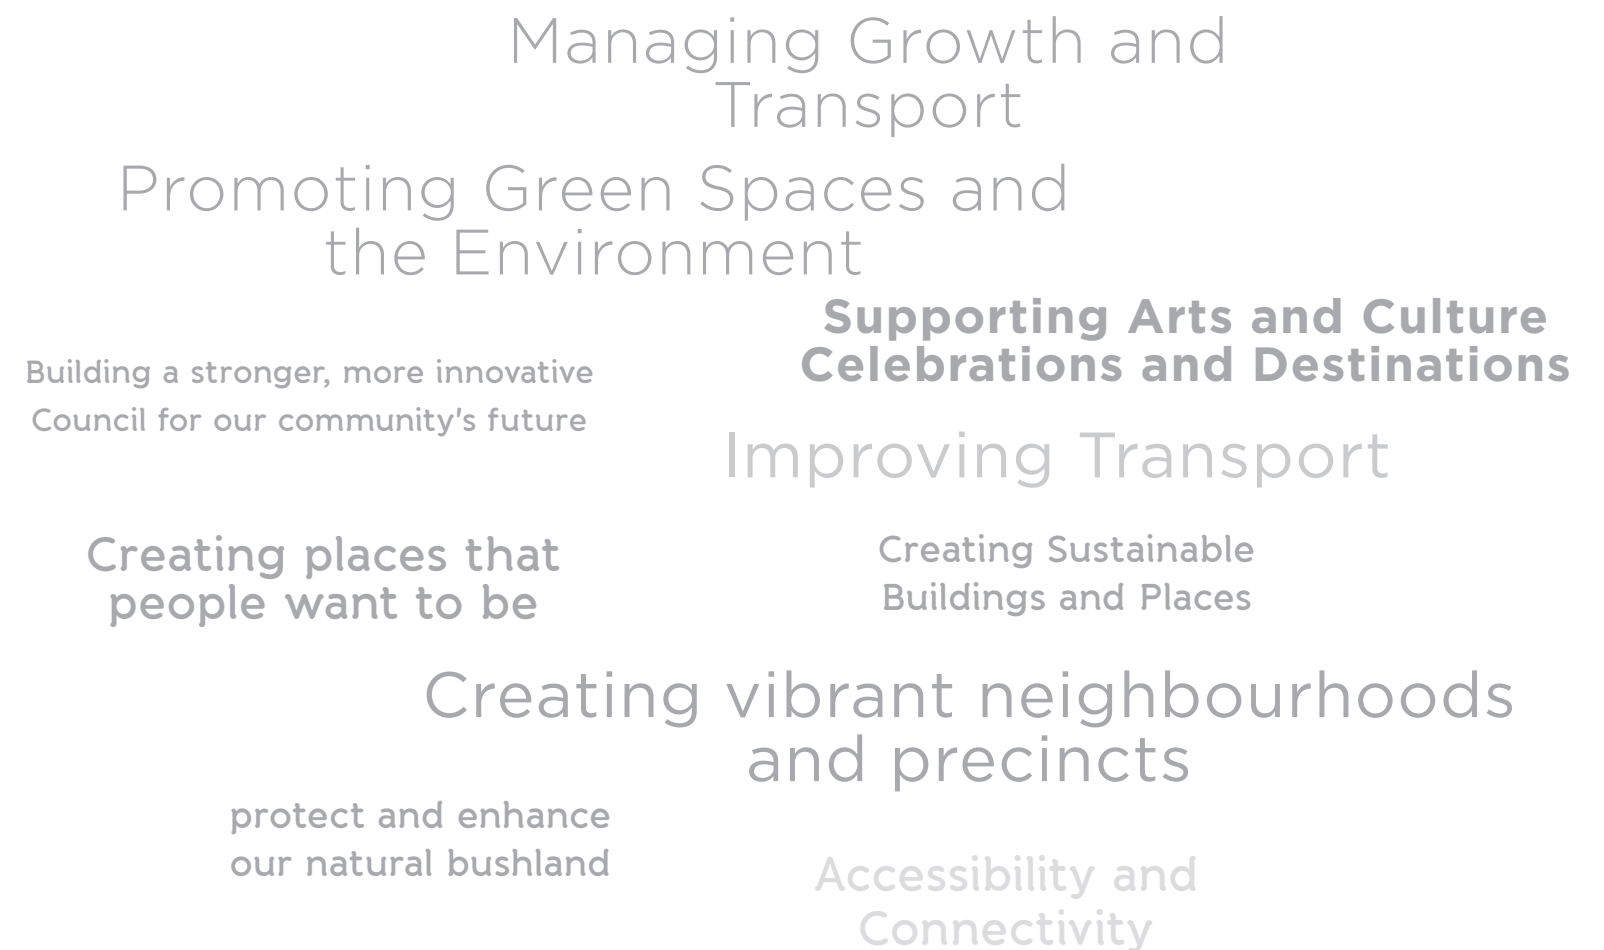 Managing Growth and
Transport
Promoting Green Spaces and
the Environment
Supporting Arts and Culture
Celebrations and Destinations
Building a stronger, more innovative
Council for our community's future
Improving Transport
Creating places that
people want to be
Creating Sustainable
Buildings and Places
Creating vibrant neighbourhoods
and precincts
protect and enhance
our natural bushland
Accessibility and
Connectivity